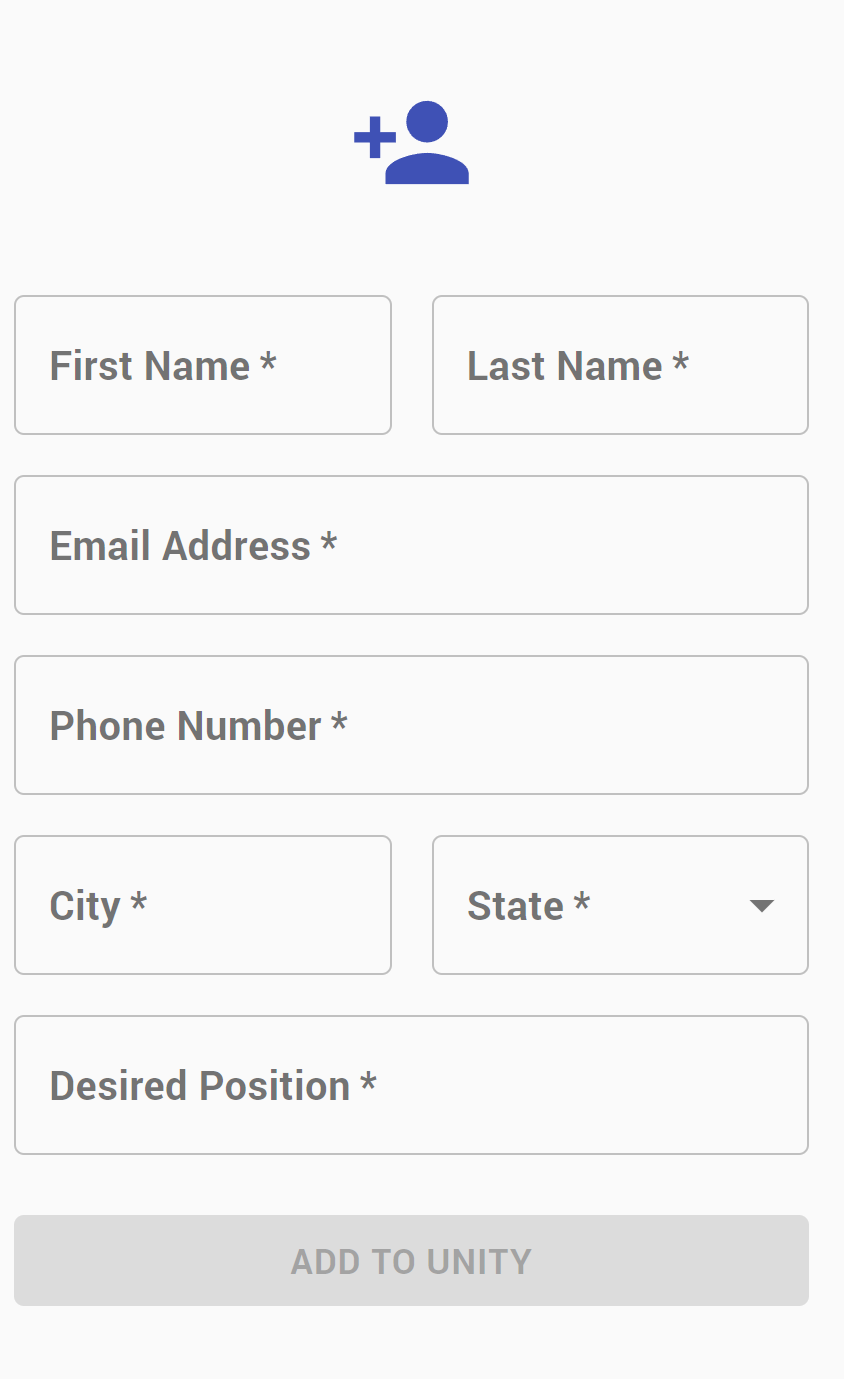 First Name *
Last Name *
Email Address *
Phone Number *
City *
State *
Desired Position *
ADD TO UNITY